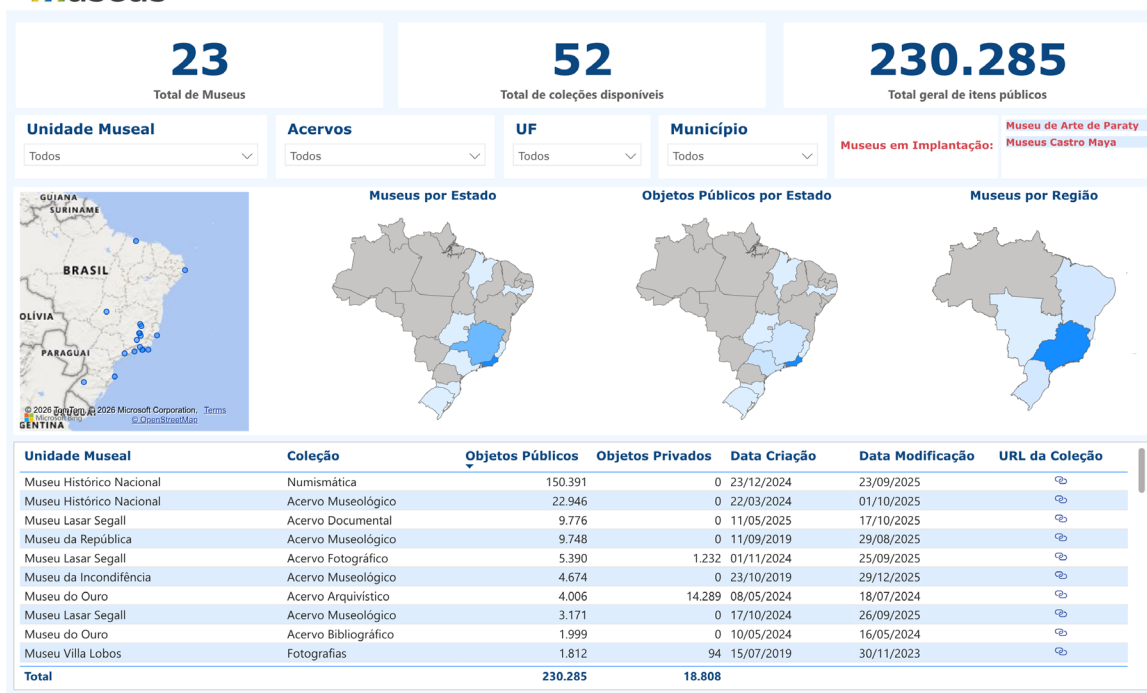 Museus
23
Total de Museus
52
Total de coleções disponíveis
230.285
Total geral de itens públicos
Unidade Museal
Todos
Acervos
Todos
UF
Todos
Município
Todos
Museus em Implantação:
Museu de Arte de Paraty
Museus Castro Maya
GUIANA
SURINAME
BRASIL
OLÍVIA
PARAGUAI
GENTINA
© 2026 TomTom, © 2026 Microsoft Corporation, Terms
Microsoft Bing
© OpenStreetMap
Museus por Estado
Objetos Públicos por Estado
Museus por Região
Unidade Museal Coleção Objetos Públicos Objetos Privados Data Criação Data Modificação URL da Coleção
Museu Histórico Nacional Numismática 150.391 0 23/12/2024 23/09/2025
Museu Histórico Nacional Acervo Museológico 22.946 0 22/03/2024 01/10/2025
Museu Lasar Segall Acervo Documental 9.776 0 11/05/2025 17/10/2025
Museu da República Acervo Museológico 9.748 0 11/09/2019 29/08/2025
Museu Lasar Segall Acervo Fotográfico 5.390 1.232 01/11/2024 25/09/2025
Museu da Incondifência Acervo Museológico 4.674 0 23/10/2019 29/12/2025
Museu do Ouro Acervo Arquivístico 4.006 14.289 08/05/2024 18/07/2024
Museu Lasar Segall Acervo Museológico 3.171 0 17/10/2024 26/09/2025
Museu do Ouro Acervo Bibliográfico 1.999 0 10/05/2024 16/05/2024
Museu Villa Lobos Fotografias 1.812 94 15/07/2019 30/11/2023
Total 230.285 18.808